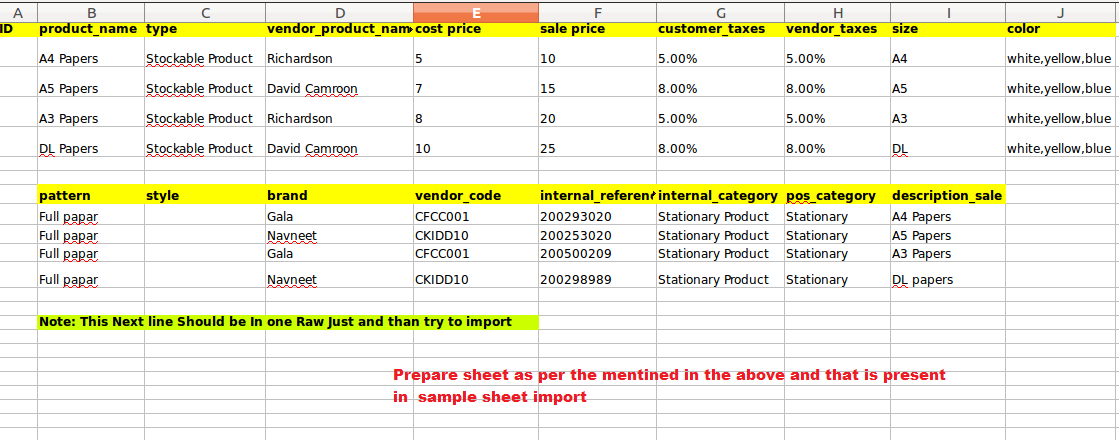 A B C D E F G H I J
ID product_name type vendor_product_nam cost price sale price customer_taxes vendor_taxes size color
A4 Papers Stockable Product Richardson 5 10 5.00% 5.00% A4 white,yellow,blue
A5 Papers Stockable Product David Camroon 7 15 8.00% 8.00% A5 white,yellow,blue
A3 Papers Stockable Product Richardson 8 20 5.00% 5.00% A3 white,yellow,blue
DL Papers Stockable Product David Camroon 10 25 8.00% 8.00% DL white,yellow,blue
pattern style brand vendor_code internal_referen internal_category pos_category description_sale
Full papar Gala CFCC001 200293020 Stationary Product Stationary A4 Papers
Full papar Navneet CKIDD10 200253020 Stationary Product Stationary A5 Papers
Full papar Gala CFCC001 200500209 Stationary Product Stationary A3 Papers
Full papar Navneet CKIDD10 200298989 Stationary Product Stationary DL papers
Note: This Next line Should be In one Raw Just and than try to import
Prepare sheet as per the mentined in the above and that is present
in sample sheet import